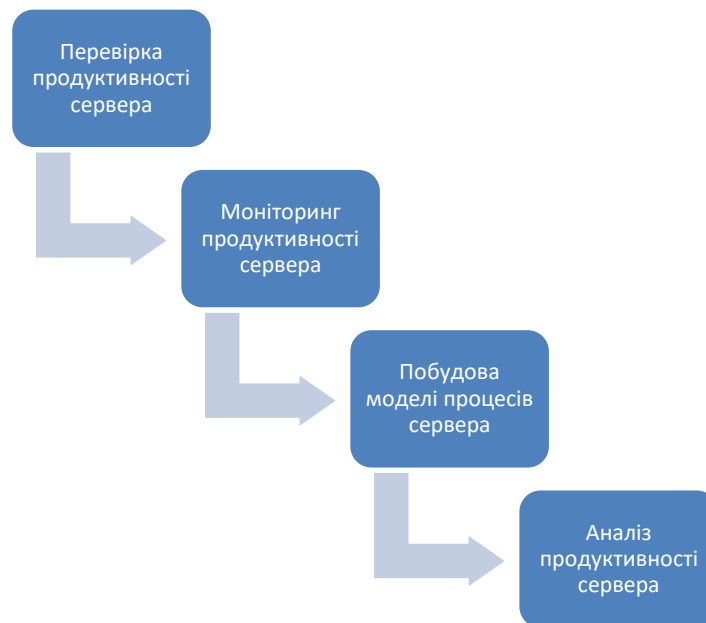 Перевірка
продуктивності
сервера
Моніторинг
продуктивності
сервера
Побудова
моделі процесів
сервера
Аналіз
продуктивності
сервера